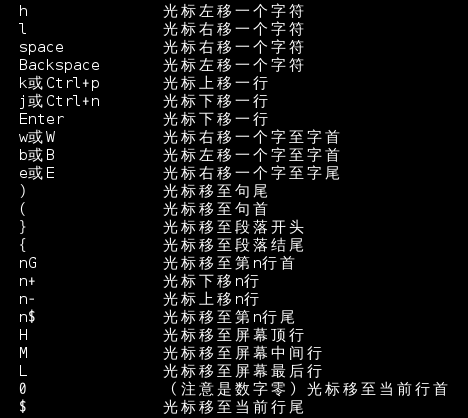 h 光标左移一个字符
l 光标右移一个字符
space 光标右移一个字符
Backspace 光标左移一个字符
k或Ctrl+p 光标上移一行
j或Ctrl+n 光标下移一行
Enter 光标下移一行
w或W 光标右移一个字至字首
b或B 光标左移一个字至字首
e或E 光标右移一个字至字尾
) 光标移至句尾
( 光标移至句首
} 光标移至段落开头
{ 光标移至段落结尾
nG 光标移至第n行首
n+ 光标下移n行
n- 光标上移n行
n$ 光标移至第n行尾
H 光标移至屏幕顶行
M 光标移至屏幕中间行
L 光标移至屏幕最后行
0 （注意是数字零）光标移至当前行首
$ 光标移至当前行尾